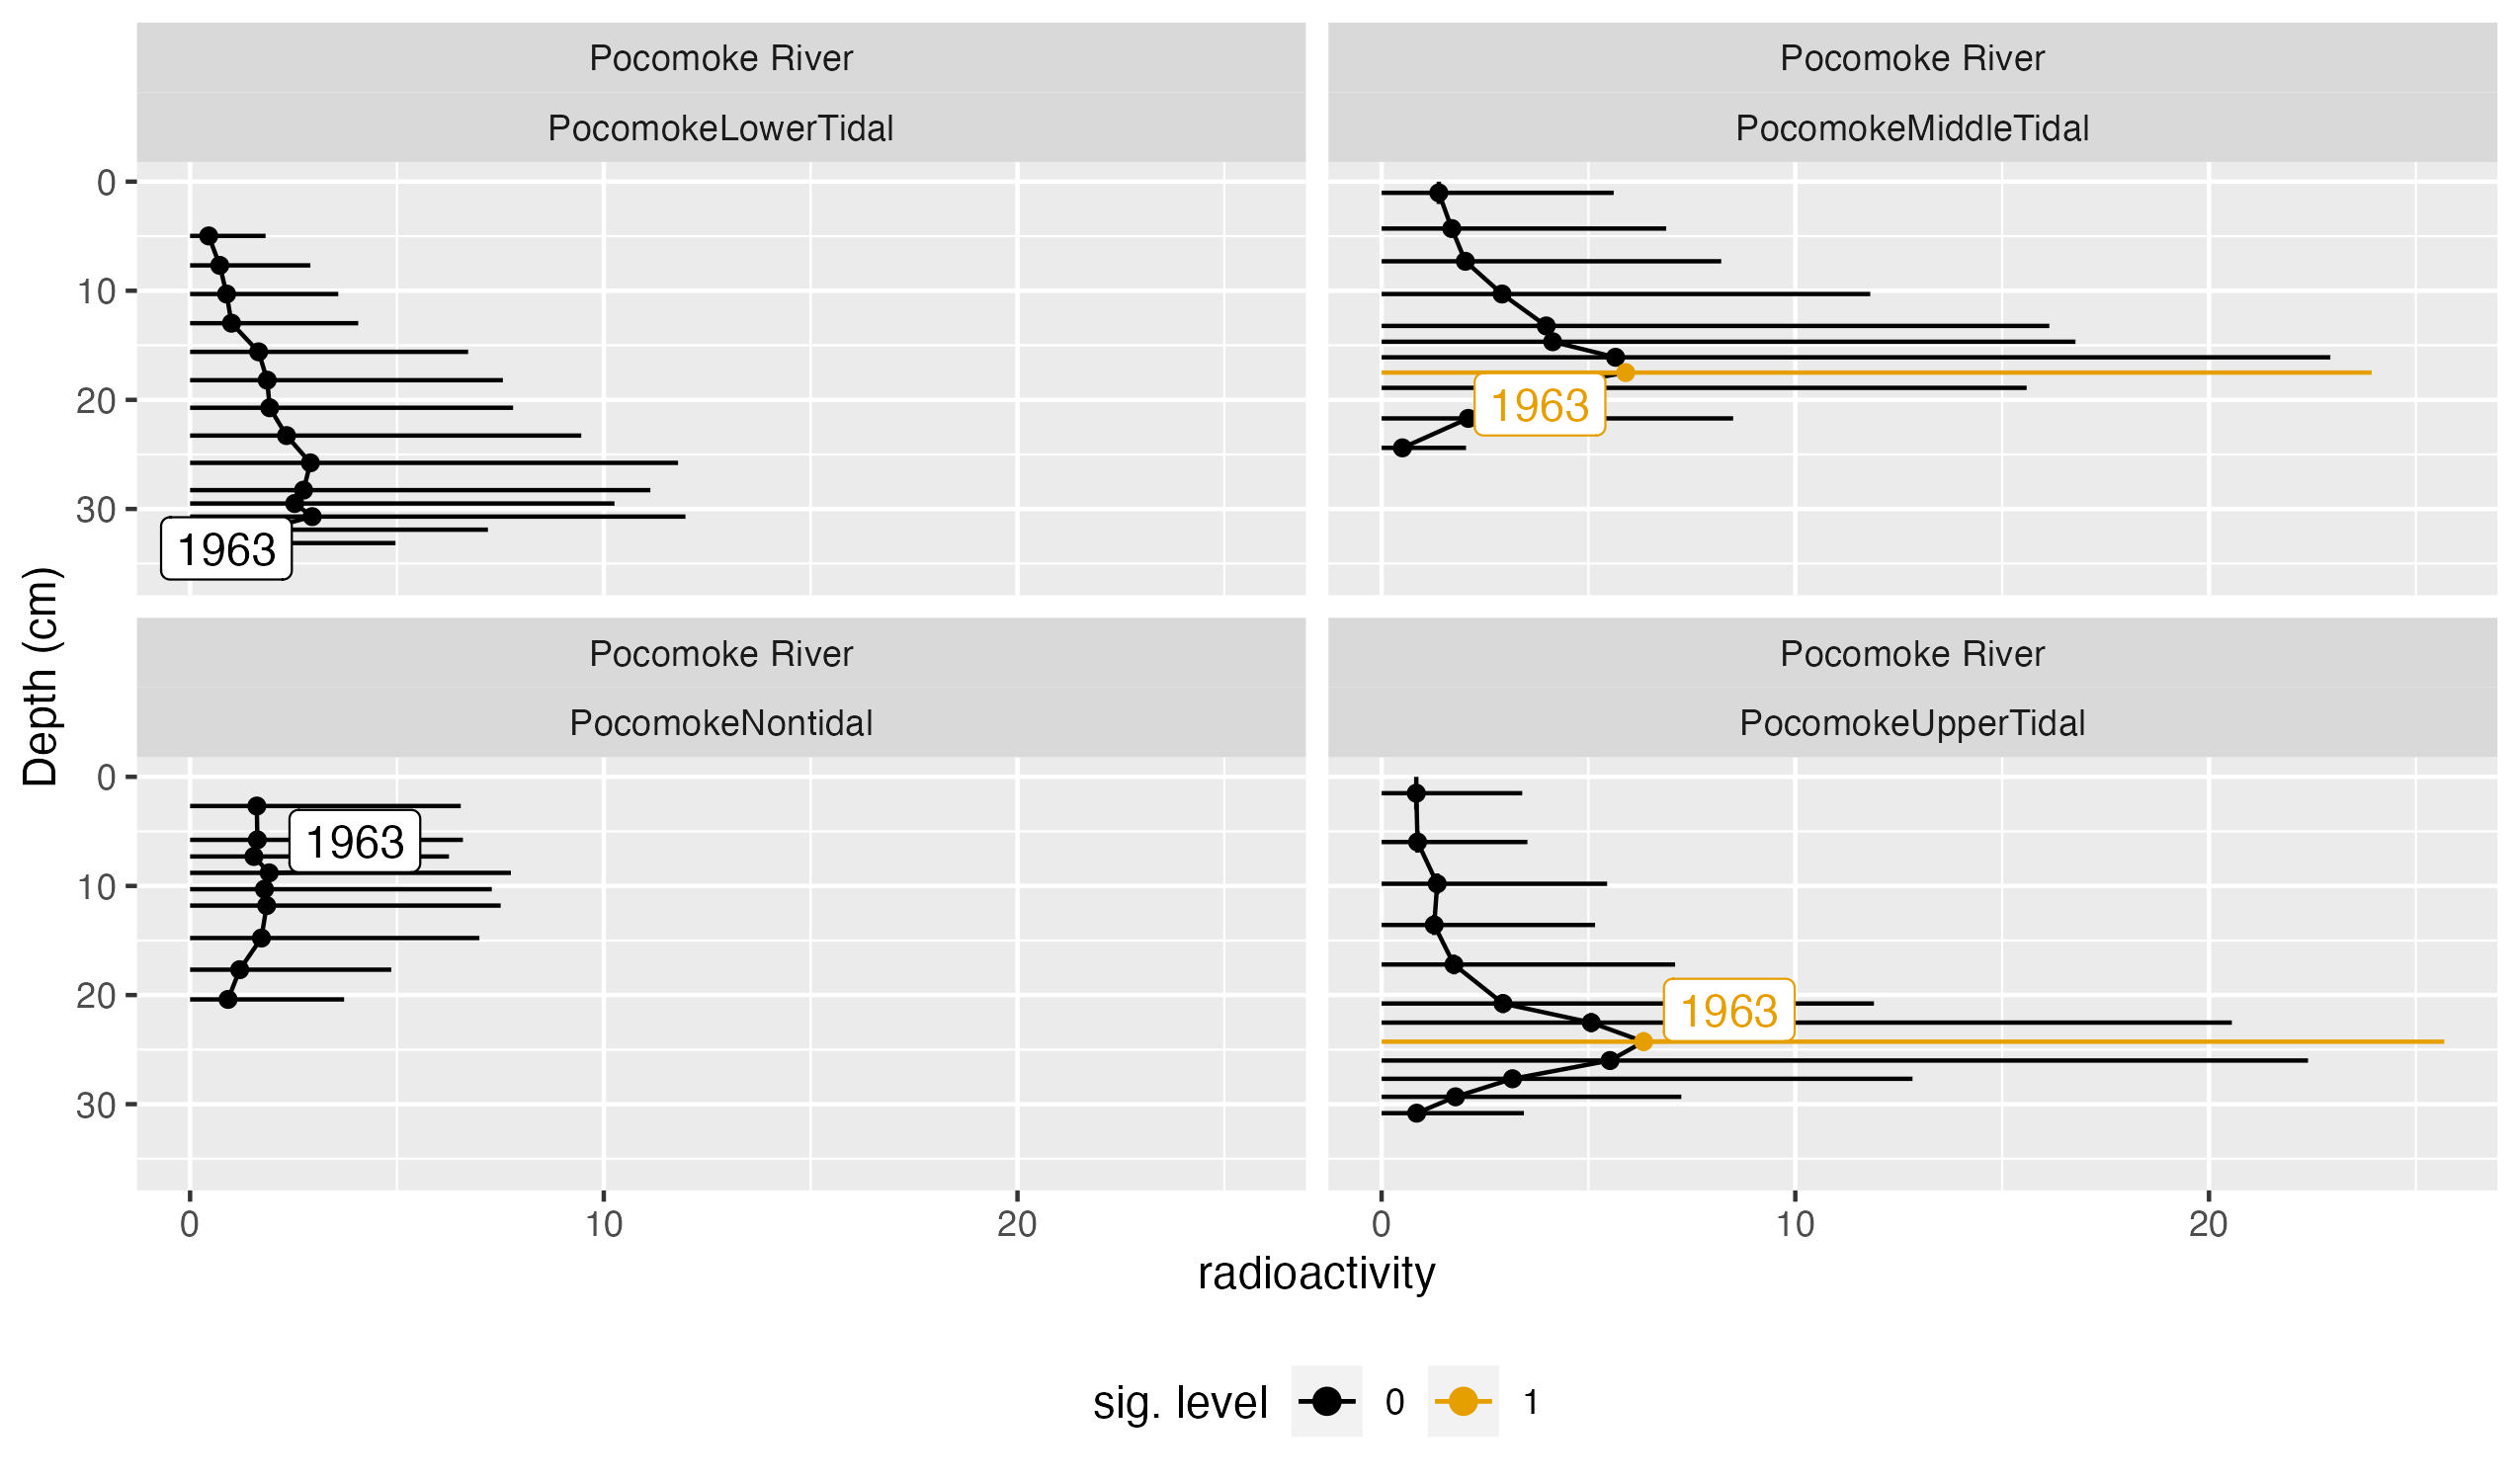 Pocomoke River
PocomokeLowerTidal
Pocomoke River
PocomokeMiddleTidal
0
10
20
30
1963
1963
Depth (cm)
Pocomoke River
PocomokeNontidal
Pocomoke River
PocomokeUpperTidal
0
10
20
30
1963
1963
0 10 20
0 10 20
radioactivity
sig. level 0 1